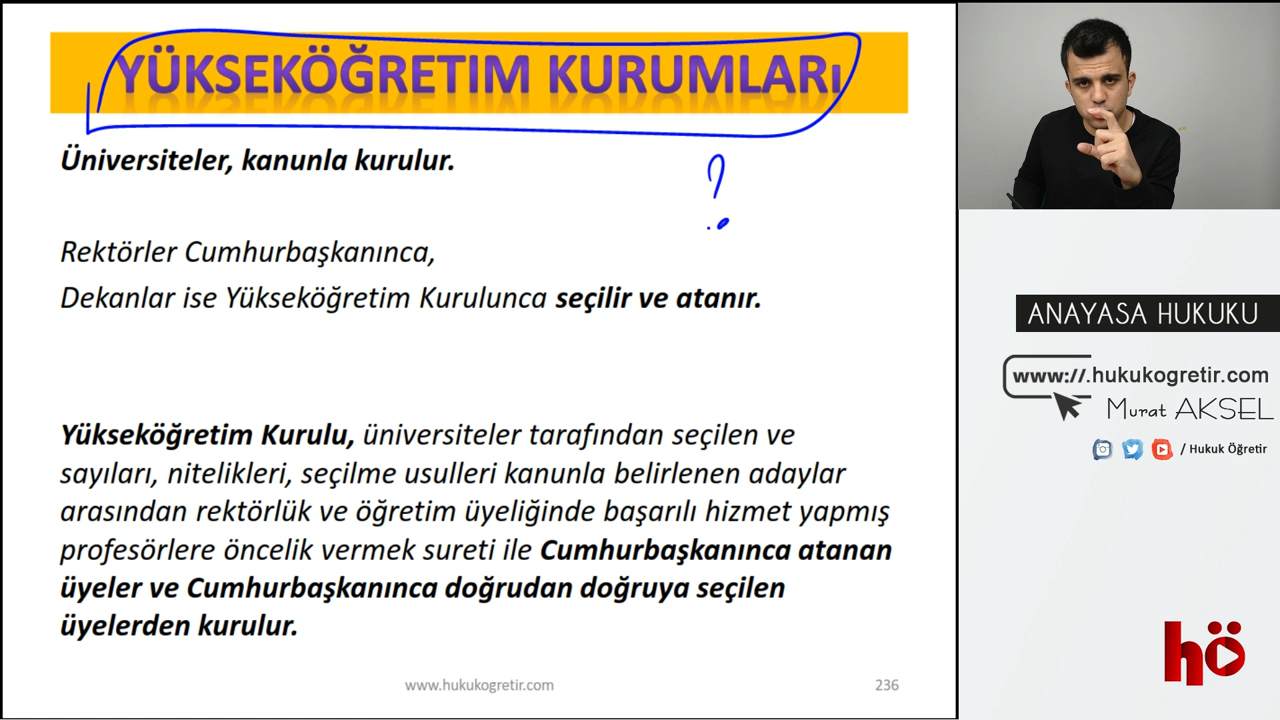 YÜKSEKÖĞRETIM KURUMLARı
Üniversiteler, kanunla kurulur.
?
Rektörler Cumhurbaşkanınca,
Dekanlar ise Yükseköğretim Kurulunca seçilir ve atanır.
Yükseköğretim Kurulu, üniversiteler tarafından seçilen ve
sayıları, nitelikleri, seçilme usulleri kanunla belirlenen adaylar
arasından rektörlük ve öğretim üyeliğinde başarılı hizmet yapmış
profesörlere öncelik vermek sureti ile Cumhurbaşkanınca atanan
üyeler ve Cumhurbaşkanınca doğrudan doğruya seçilen
üyelerden kurulur.
www.hukukogretir.com
236
ANAYASA HUKUKU
www://.hukukogretir.com
Murat AKSEL
/ Hukuk Öğretir
hö